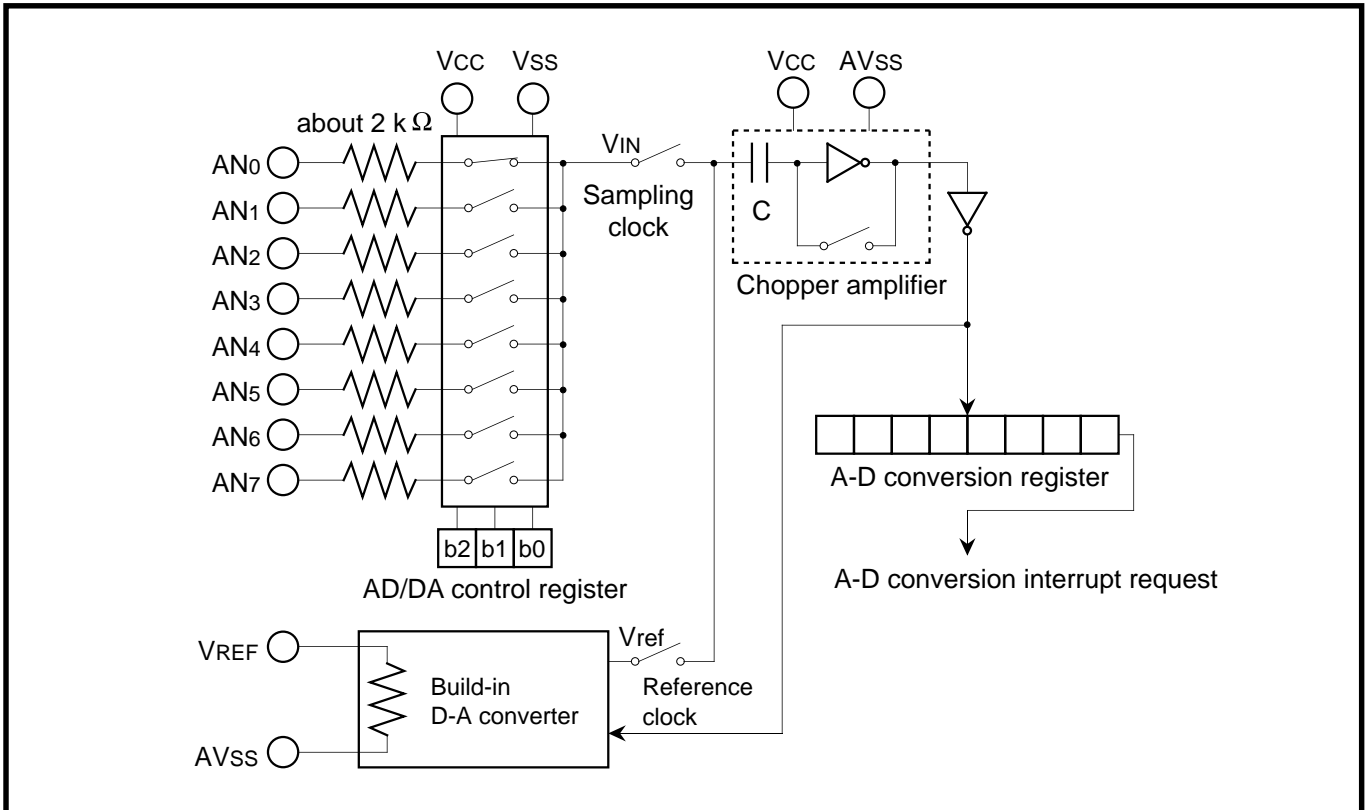 VCC VSS
VCC AVSS
about 2 k Ω
AN0
AN1
AN2
AN3
AN4
AN5
AN6
AN7
VIN
Sampling
clock
C
Chopper amplifier
b2 b1 b0
AD/DA control register
A-D conversion register
A-D conversion interrupt request
VREF
AVSS
Build-in
D-A converter
Vref
Reference
clock